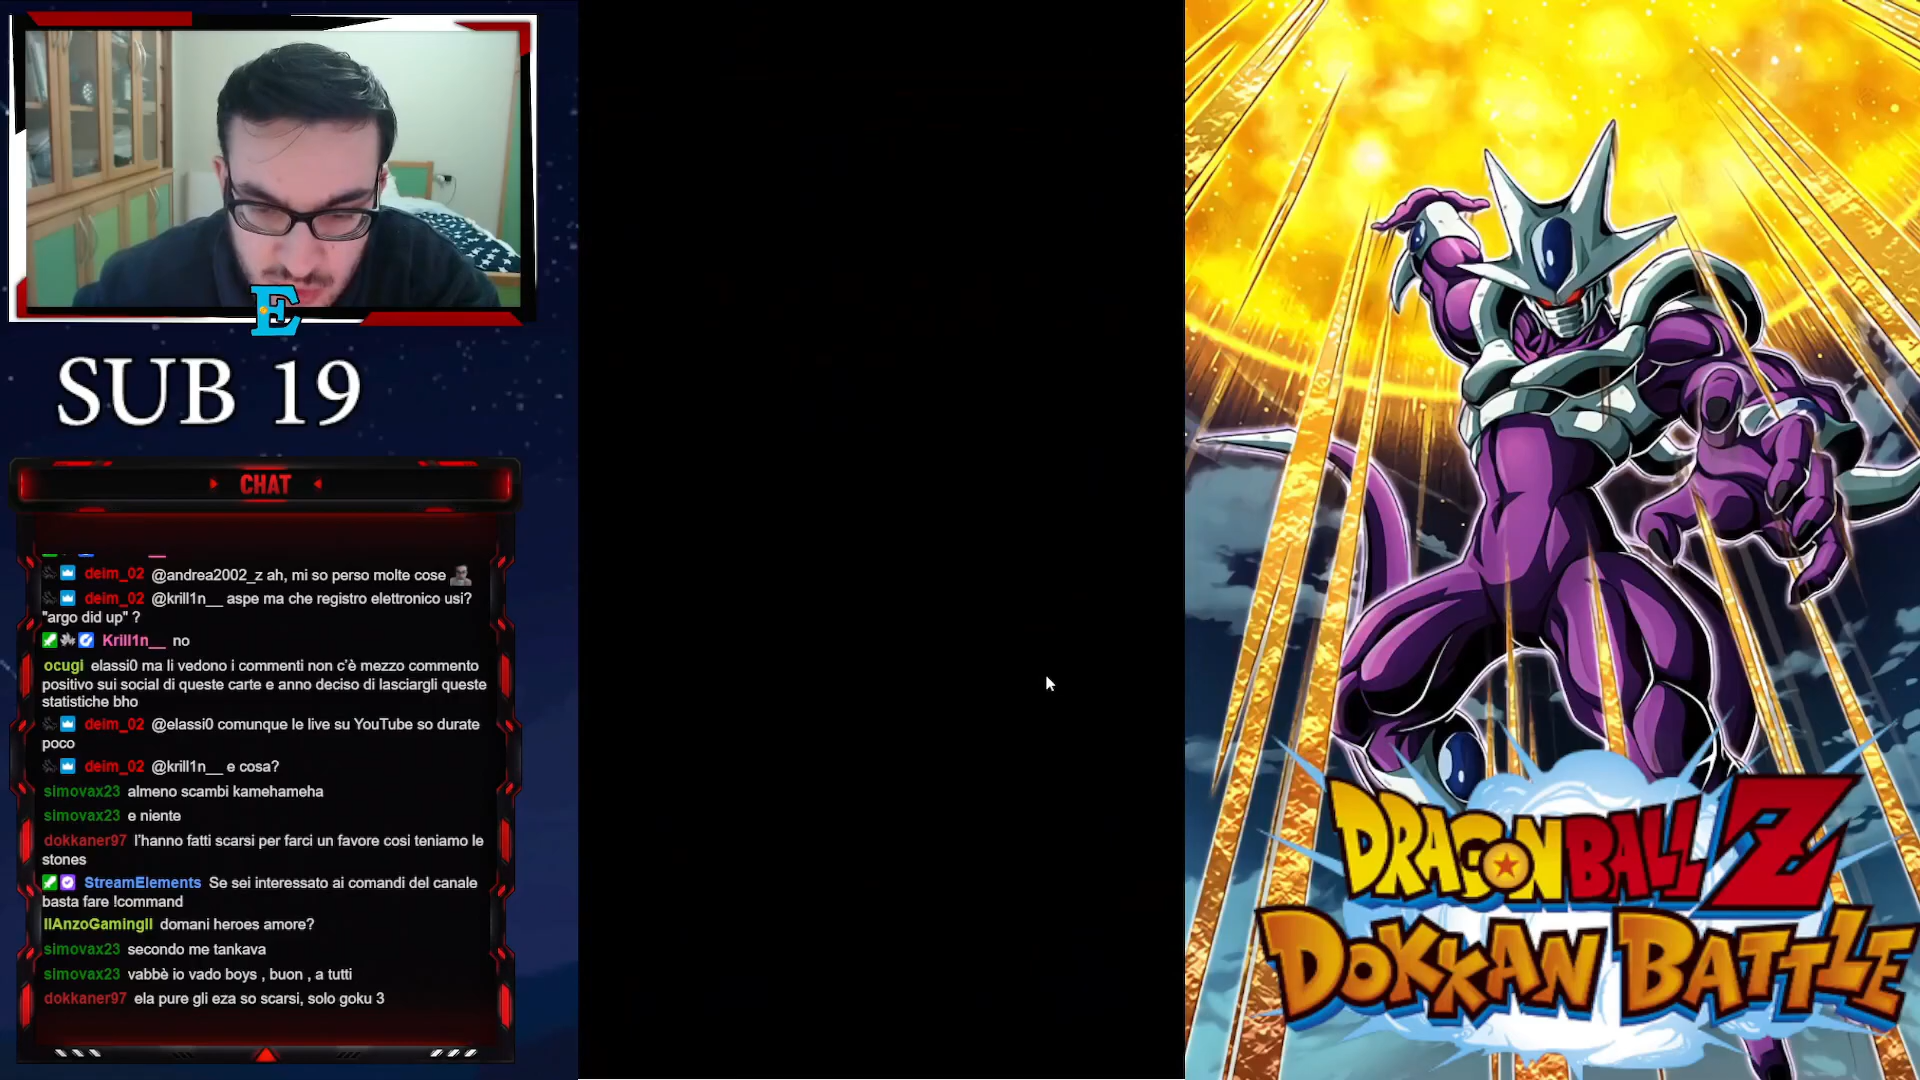 E
SUB 19
CHAT
deim_02 @andrea2002_z ah, mi so perso molte cose
deim_02 @krill1n__ aspe ma che registro elettronico usi?
"argo did up" ?
Krill1n__ no
ocugi elassi0 ma li vedono i commenti non c'è mezzo commento
positivo sui social di queste carte e anno deciso di lasciargli queste
statistiche bho
deim_02 @elassi0 comunque le live su YouTube so durate
poco
deim_02 @krill1n__ e cosa?
simovax23 almeno scambi kamehameha
simovax23 e niente
dokkaner97 l'hanno fatti scarsi per farci un favore cosi teniamo le
stones
StreamElements Se sei interessato ai comandi del canale
basta fare !command
IlAnzoGamingIl domani heroes amore?
simovax23 secondo me tankava
simovax23 vabbè io vado boys , buon , a tutti
dokkaner97 ela pure gli eza so scarsi, solo goku 3
DRAGON BALL Z
DOKKAN BATTLE